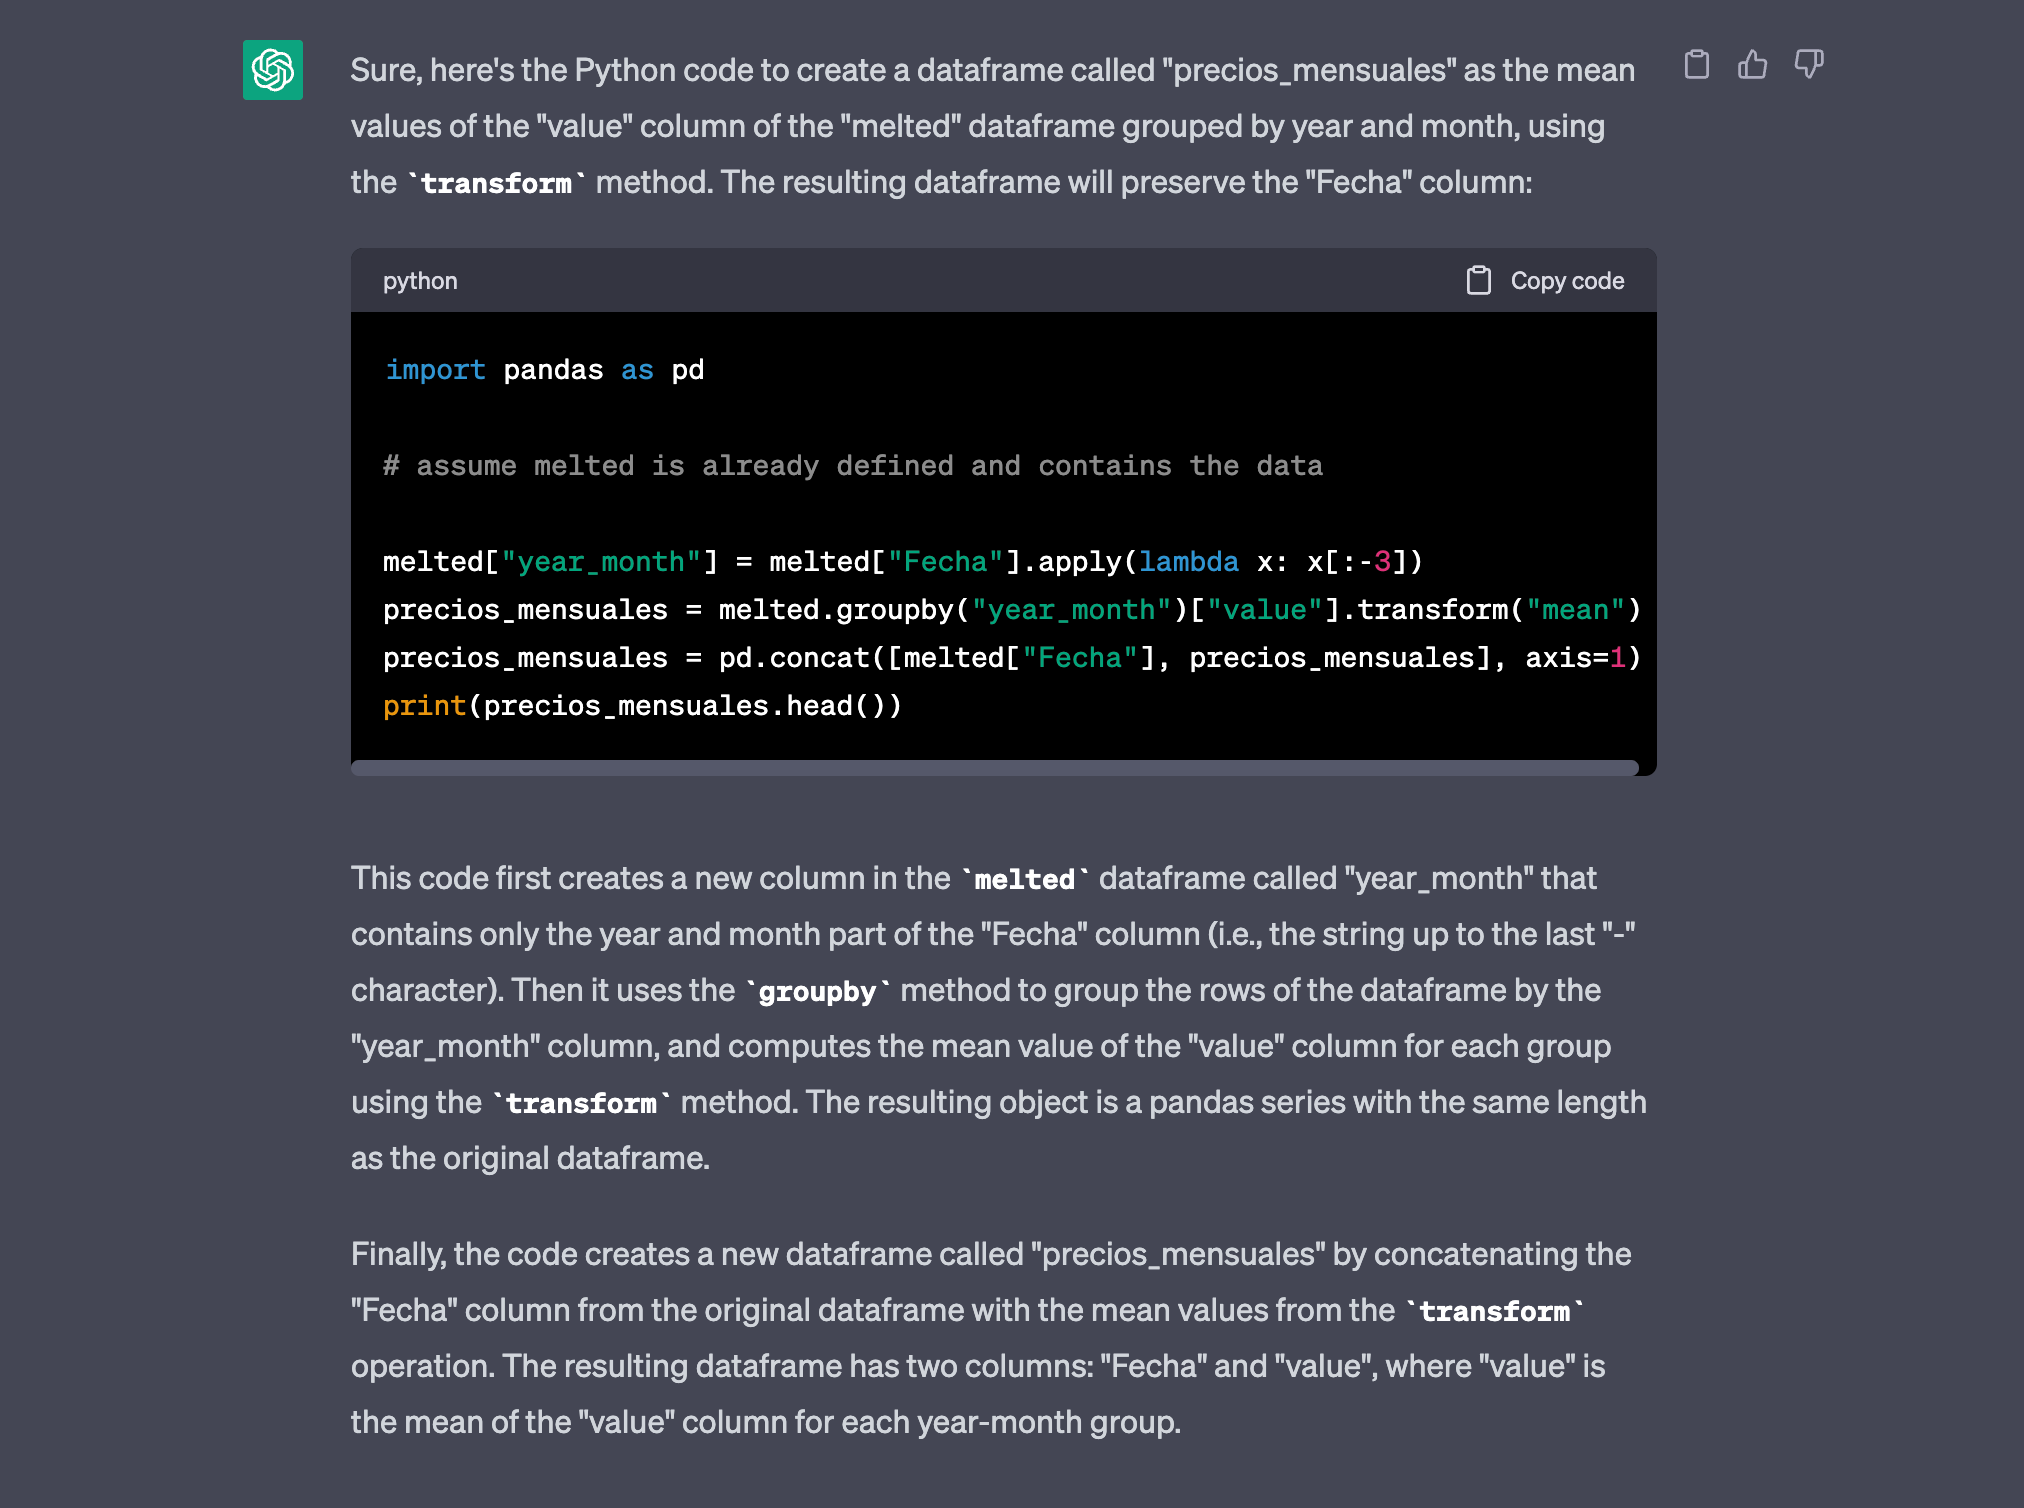 Sure, here's the Python code to create a dataframe called "precios_mensuales" as the mean
values of the "value" column of the "melted" dataframe grouped by year and month, using
the `transform` method. The resulting dataframe will preserve the "Fecha" column:
python
Copy code
import pandas as pd
# assume melted is already defined and contains the data
melted["year_month"] = melted["Fecha"].apply(lambda x: x[:-3])
precios_mensuales = melted.groupby("year_month")["value"].transform("mean")
precios_mensuales = pd.concat([melted["Fecha"], precios_mensuales], axis=1)
print(precios_mensuales.head())
This code first creates a new column in the `melted` dataframe called "year_month" that
contains only the year and month part of the "Fecha" column (i.e., the string up to the last "-"
character). Then it uses the `groupby` method to group the rows of the dataframe by the
"year_month" column, and computes the mean value of the "value" column for each group
using the `transform` method. The resulting object is a pandas series with the same length
as the original dataframe.
Finally, the code creates a new dataframe called "precios_mensuales" by concatenating the
"Fecha" column from the original dataframe with the mean values from the `transform`
operation. The resulting dataframe has two columns: "Fecha" and "value", where "value" is
the mean of the "value" column for each year-month group.